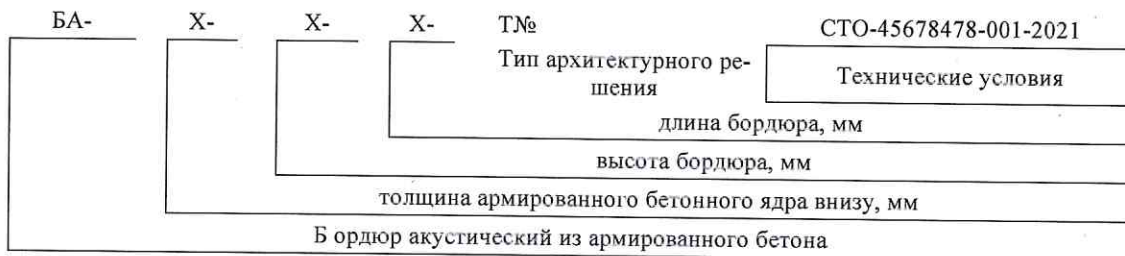 БА- Х- Х- Х- Т№ СТО-45678478-001-2021
Тип архитектурного ре-
шения
Технические условия
длина бордюра, мм
высота бордюра, мм
толщина армированного бетонного ядра внизу, мм
Б ордюр акустический из армированного бетона